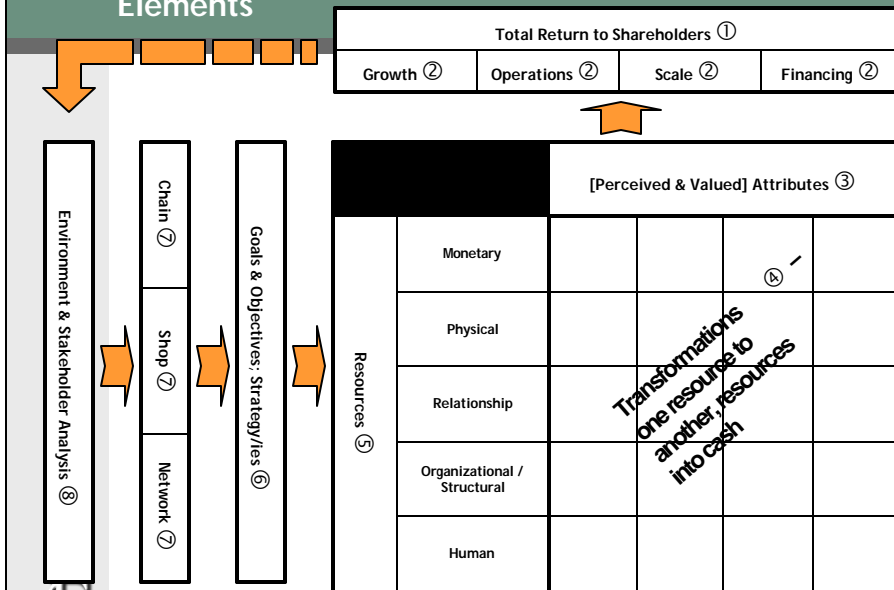 Elements
Total Return to Shareholders ①
Growth ②
Operations ②
Scale ②
Financing ②
Environment & Stakeholder Analysis ⑧
Chain ⑦
Shop ⑦
Network ⑦
Goals & Objectives; Strategy/ies ⑥
[Perceived & Valued] Attributes ③
Resources ⑤
Monetary
Physical
Relationship
Organizational /
Structural
Human
④ –
Transformations
one resource to
another, resources
into cash